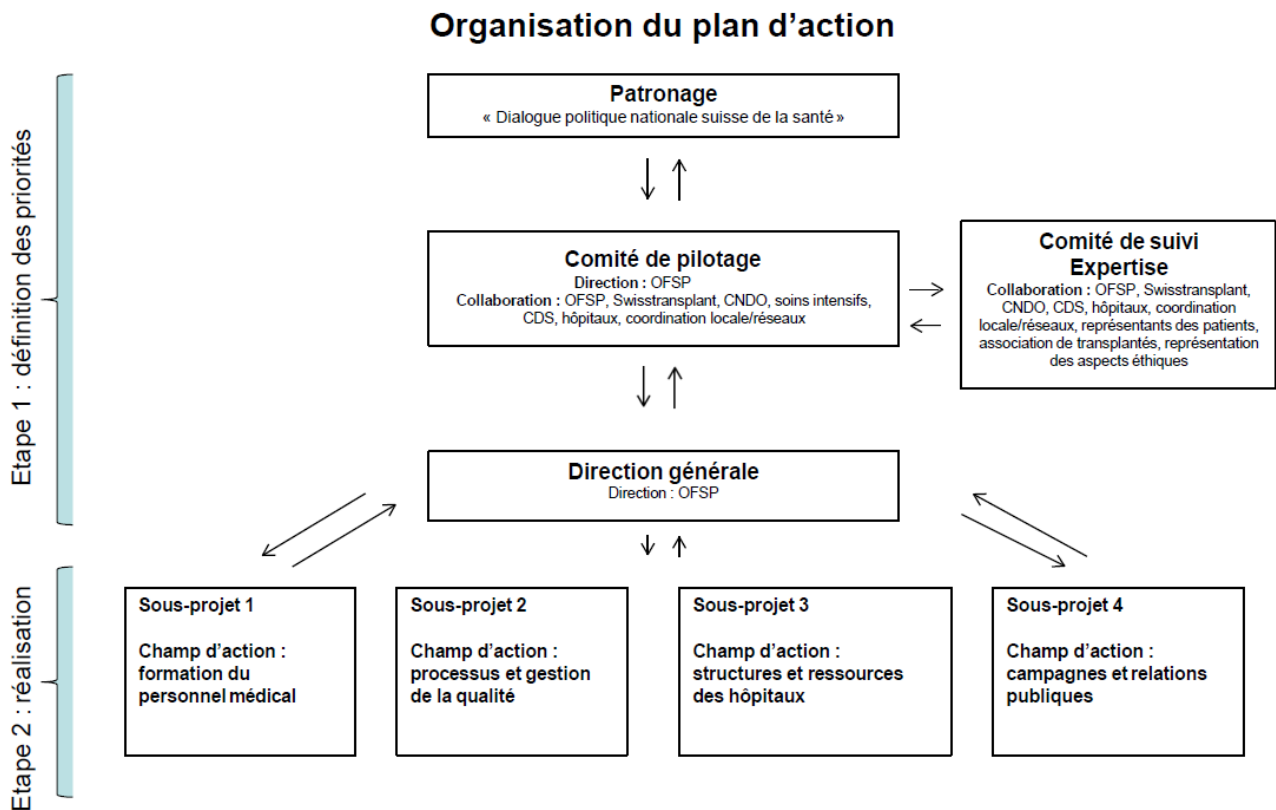 Organisation du plan d’action
Etape 1 : définition des priorités
Patronage
« Dialogue politique nationale suisse de la santé »
Comité de pilotage
Direction : OFSP
Collaboration : OFSP, Swisstransplant, CNDO, soins intensifs,
CDS, hôpitaux, coordination locale/réseaux
Comité de suivi
Expertise
Collaboration : OFSP, Swisstransplant,
CNDO, CDS, hôpitaux, coordination
locale/réseaux, représentants des patients,
association de transplantés, représentation
des aspects éthiques
Direction générale
Direction : OFSP
Etape 2 : réalisation
Sous-projet 1
Champ d’action :
formation du
personnel médical
Sous-projet 2
Champ d’action :
processus et gestion
de la qualité
Sous-projet 3
Champ d’action :
structures et ressources
des hôpitaux
Sous-projet 4
Champ d’action :
campagnes et relations
publiques